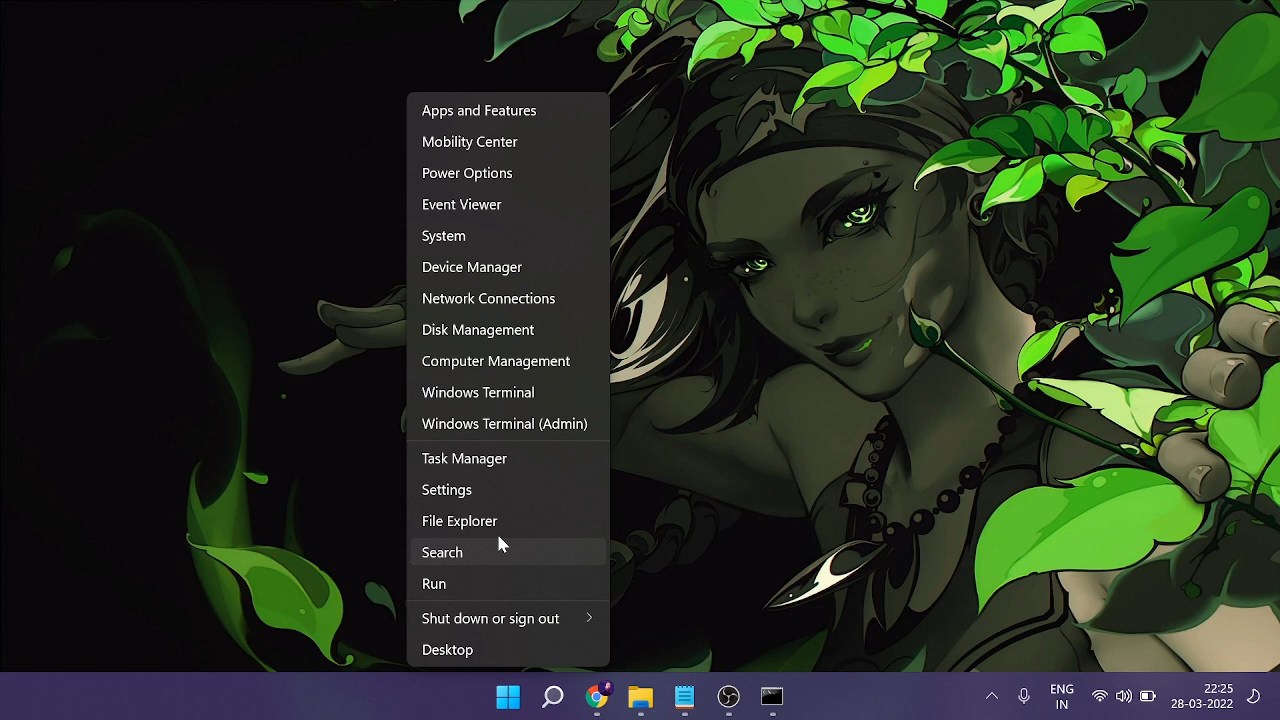 Apps and Features
Mobility Center
Power Options
Event Viewer
System
Device Manager
Network Connections
Disk Management
Computer Management
Windows Terminal
Windows Terminal (Admin)
Task Manager
Settings
File Explorer
Search
Run
Shut down or sign out
Desktop
ENG
IN
22:25
28-03-2022